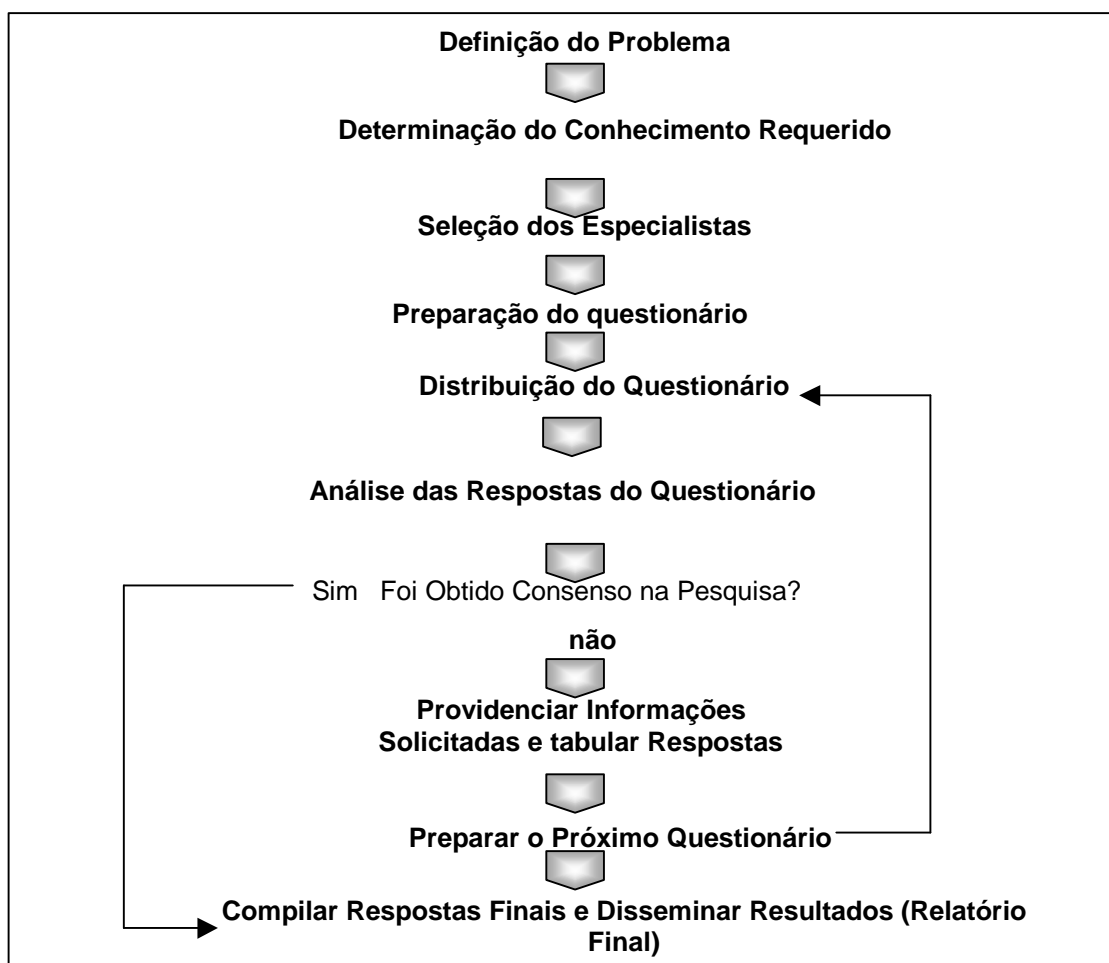 Definição do Problema
Determinação do Conhecimento Requerido
Seleção dos Especialistas
Preparação do questionário
Distribuição do Questionário
Análise das Respostas do Questionário
Sim Foi Obtido Consenso na Pesquisa?
não
Providenciar Informações
Solicitadas e tabular Respostas
Preparar o Próximo Questionário
Compilar Respostas Finais e Disseminar Resultados (Relatório
Final)